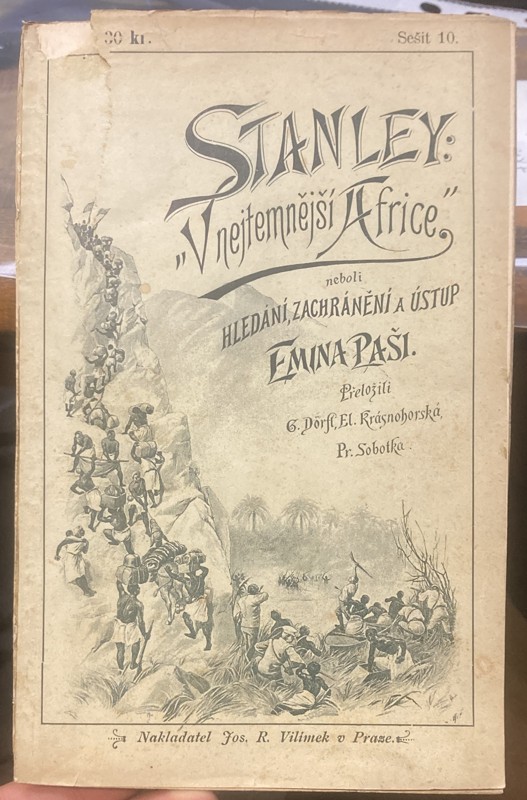 30 kr.
Sešit 10.
STANLEY:
„V nejtemnější Africe,"
neboli
HLEDÁNÍ, ZACHRÁNĚNÍ A ÚSTUP
EMINA PAŠI.
Přeložili
G. Dörfl, El. Krásnohorská
Pr. Sobotka.
Nakladatel Jos. R. Vilímek v Praze.